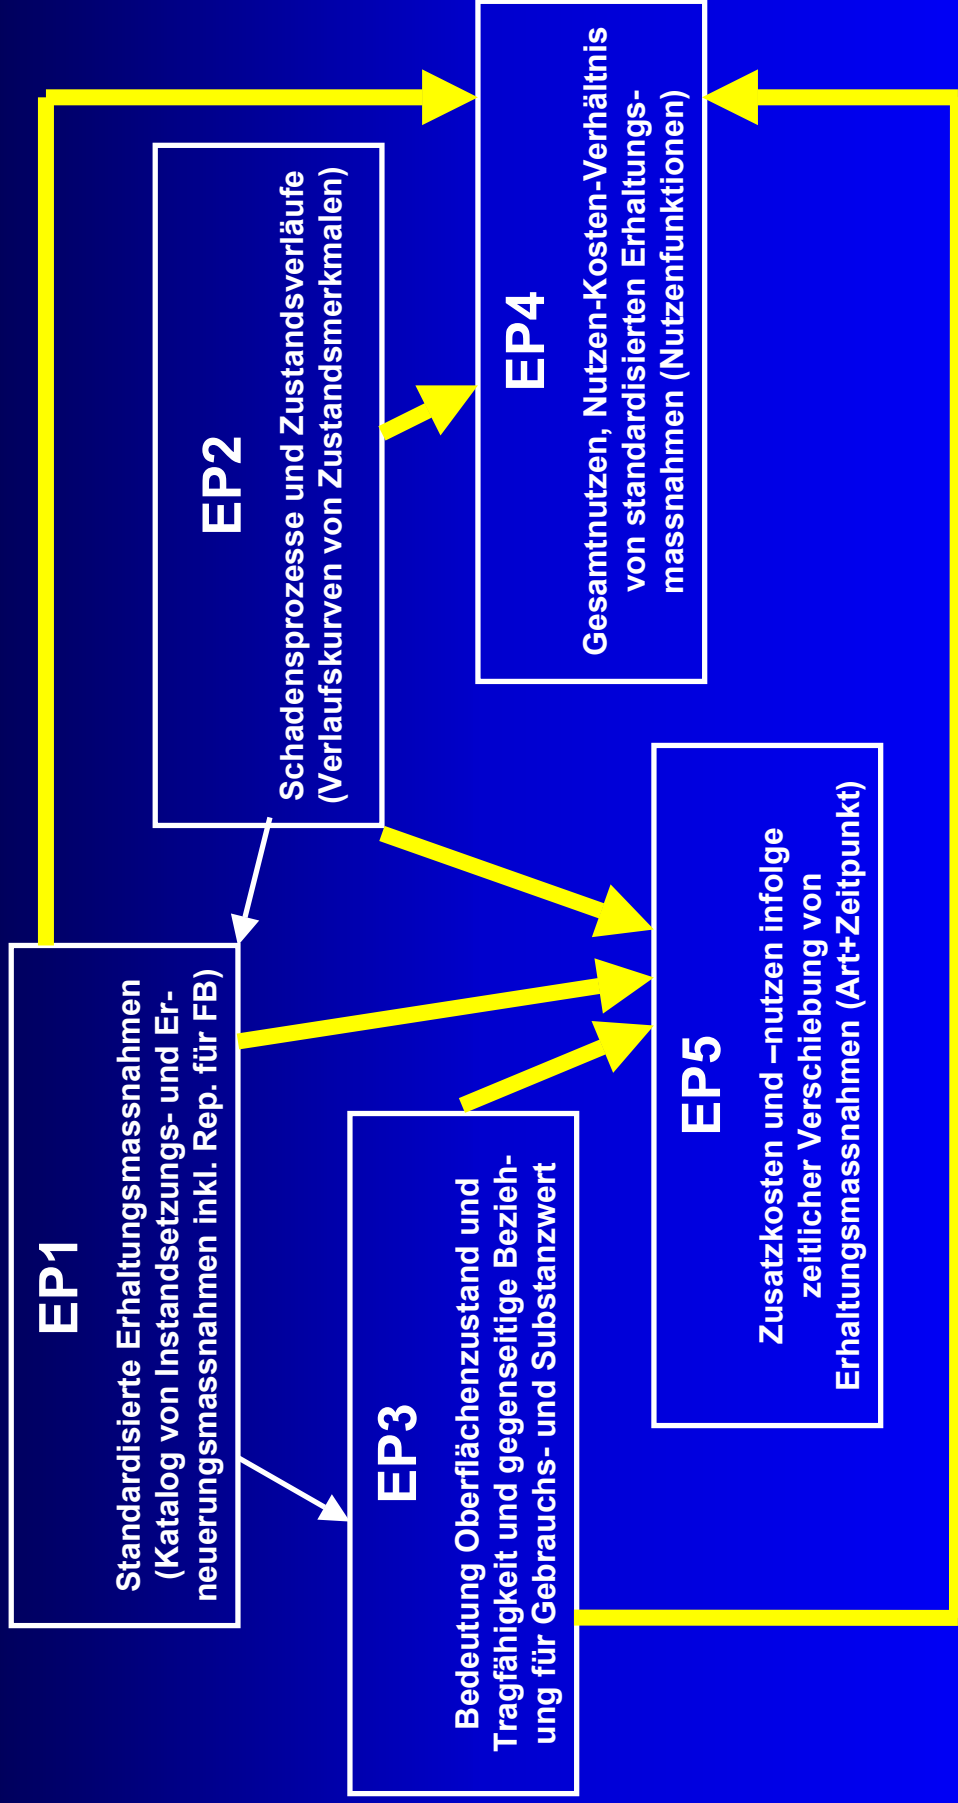 EP1
Standardisierte Erhaltungsmassnahmen
(Katalog von Instandsetzungs- und Er-
neuerungsmassnahmen inkl. Rep. für FB)
EP2
Schadensprozesse und Zustandsverläufe
(Verlaufskurven von Zustandsmerkmalen)
EP3
Bedeutung Oberflächenzustand und
Tragfähigkeit und gegenseitige Bezieh-
ung für Gebrauchs- und Substanzwert
EP4
Gesamtnutzen, Nutzen-Kosten-Verhältnis
von standardisierten Erhaltungs-
massnahmen (Nutzenfunktionen)
EP5
Zusatzkosten und –nutzen infolge
zeitlicher Verschiebung von
Erhaltungsmassnahmen (Art+Zeitpunkt)